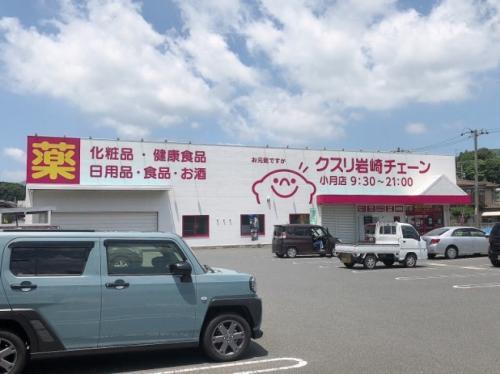 薬
化粧品・健康食品
日用品・食品・お酒
お元気ですか
クスリ岩崎チェーン
小月店 9:30~21:00